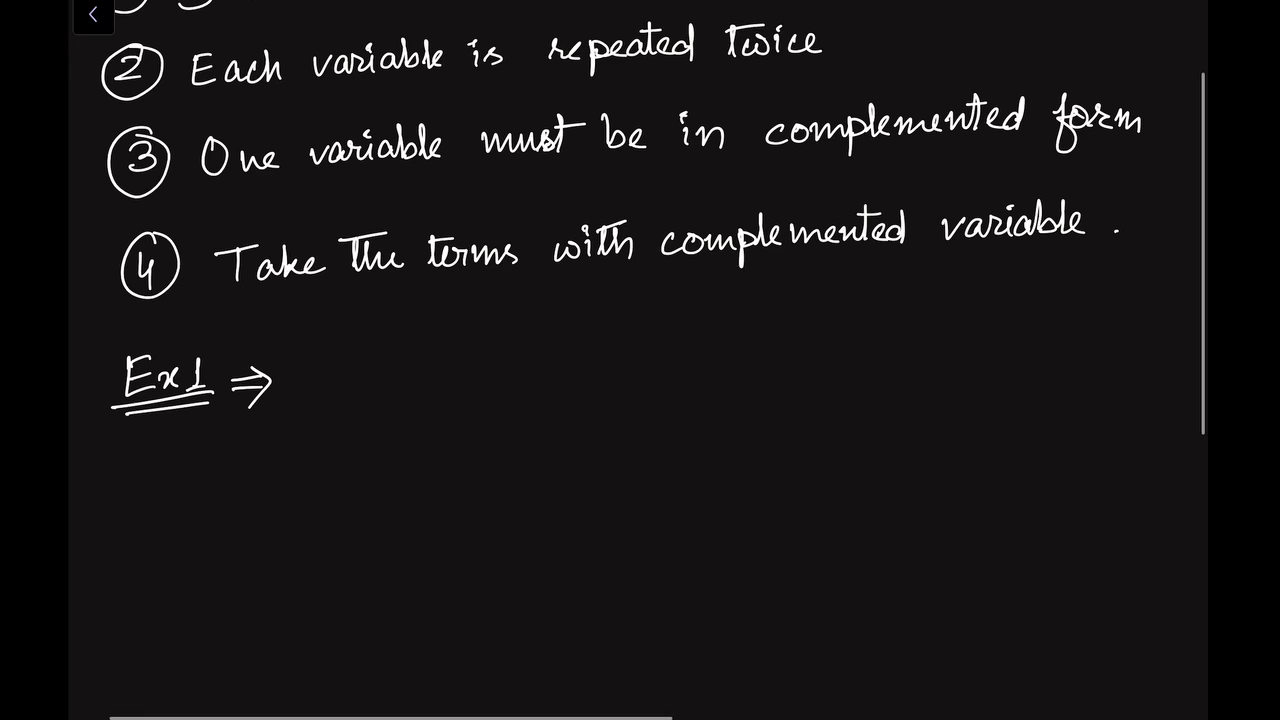 ② Each variable is repeated twice
③ One variable must be in complemented form
④ Take the terms with complemented variable.
Ex1 ⇒